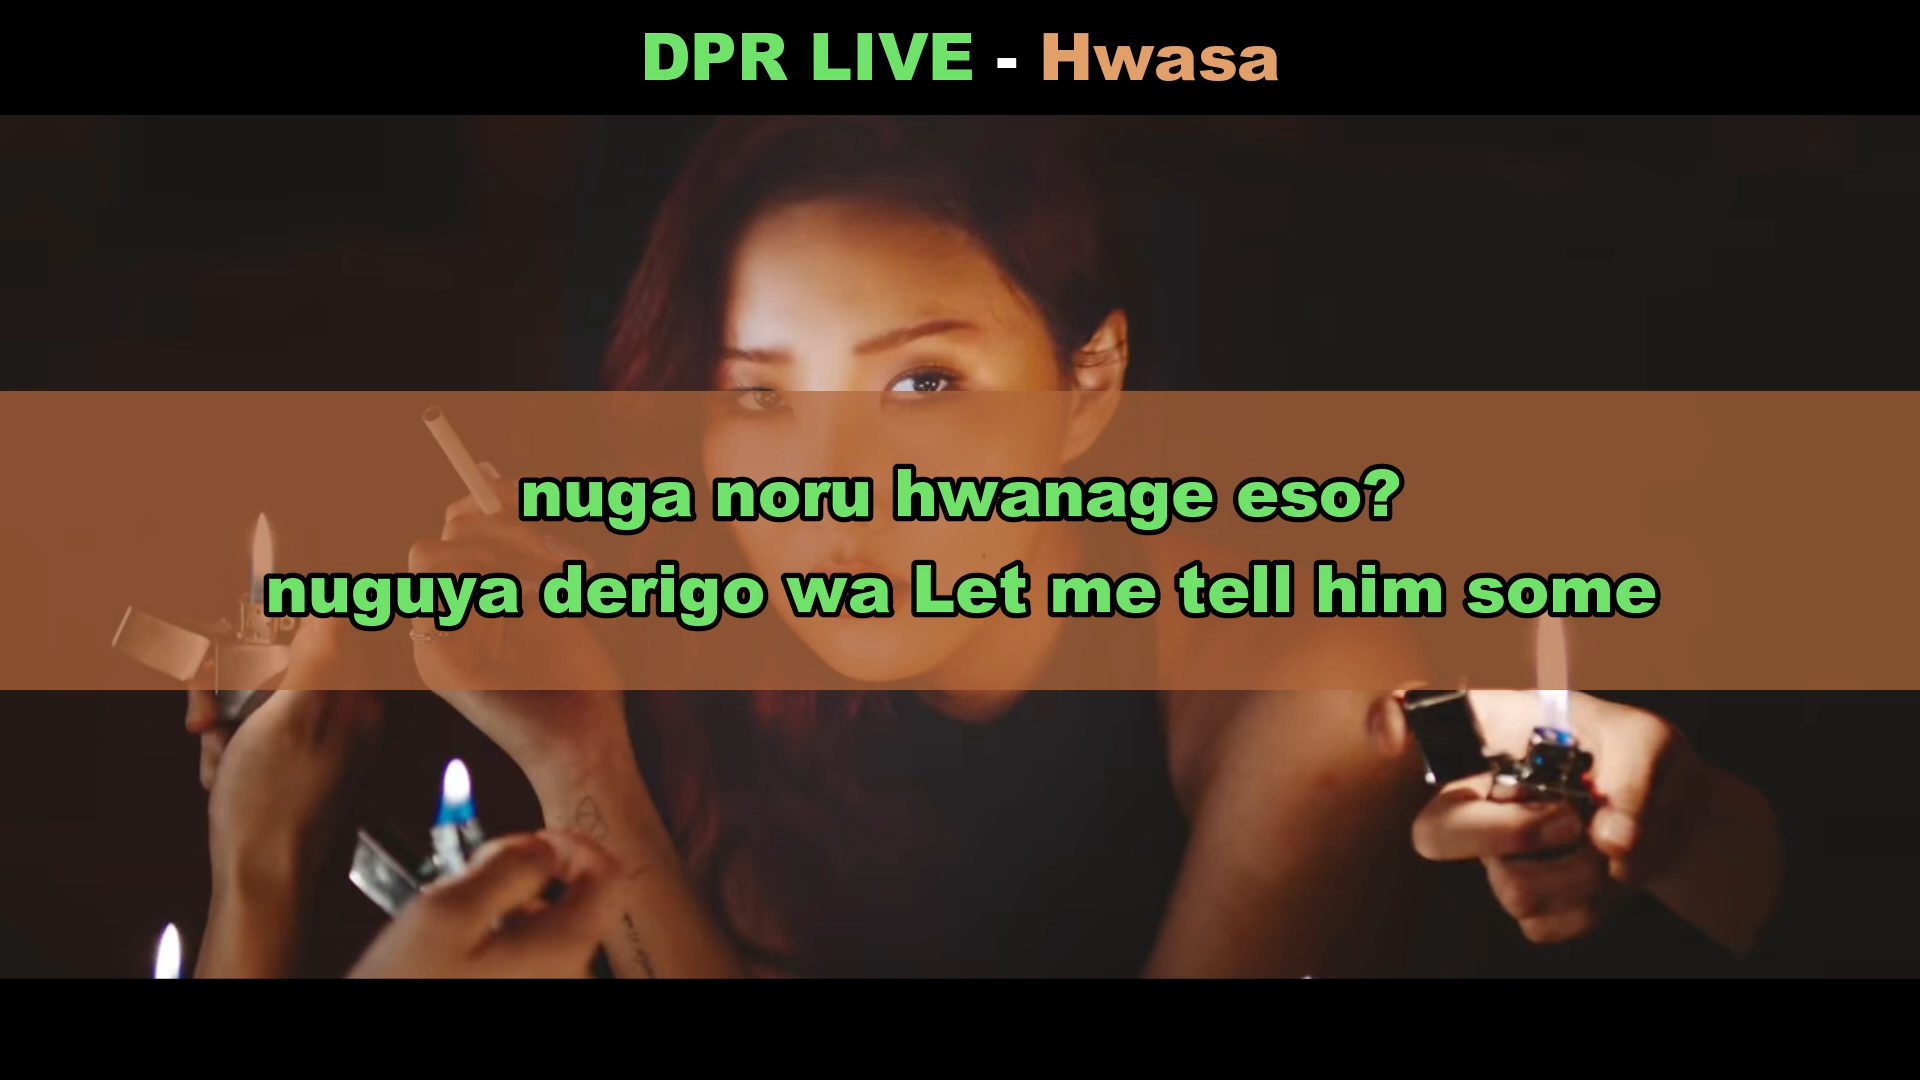 DPR LIVE - Hwasa
nuga noru hwanage eso?
nuguya derigo wa Let me tell him some